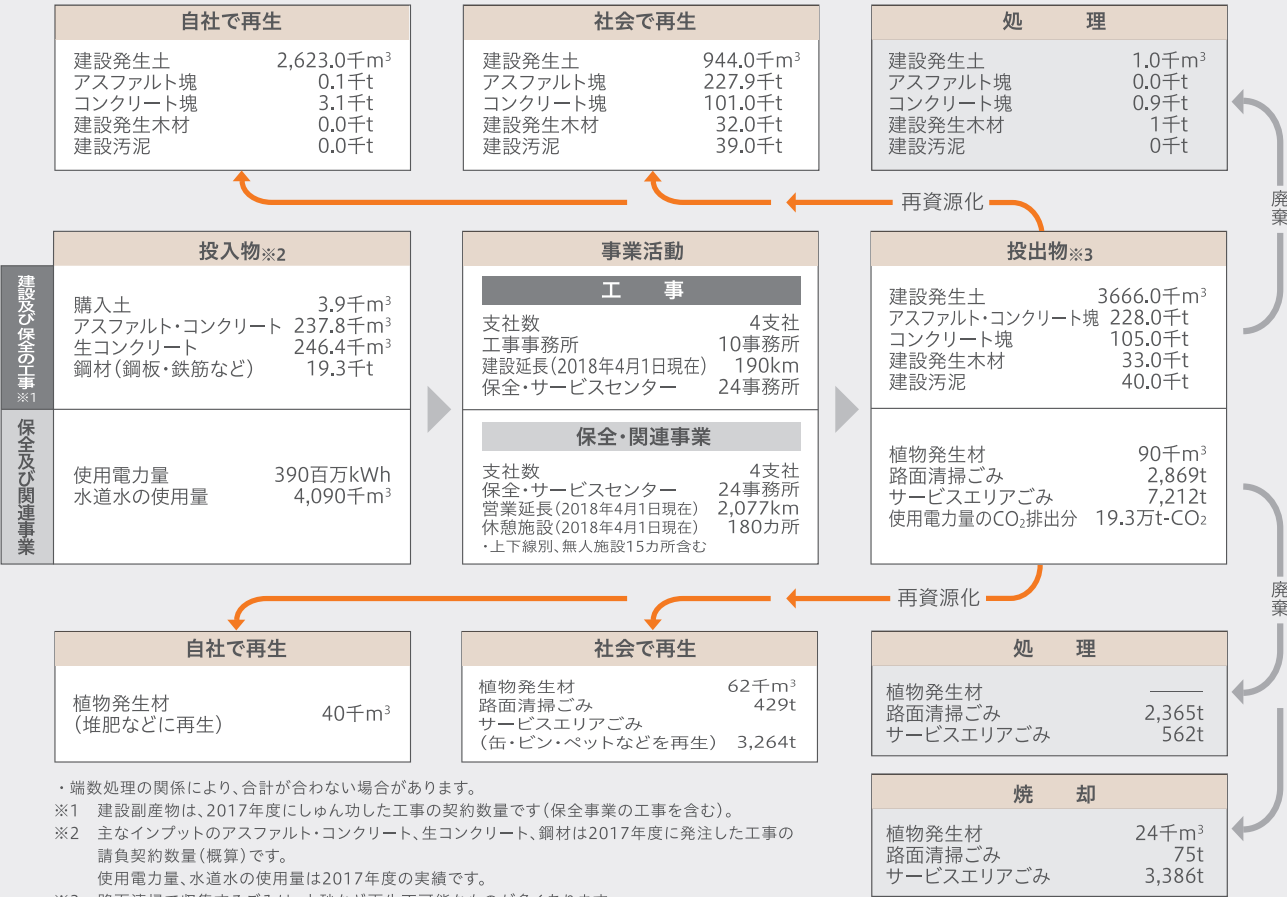 自社で再生
建設発生土 2,623.0千m³
アスファルト塊 0.1千t
コンクリート塊 3.1千t
建設発生木材 0.0千t
建設汚泥 0.0千t
社会で再生
建設発生土 944.0千m³
アスファルト塊 227.9千t
コンクリート塊 101.0千t
建設発生木材 32.0千t
建設汚泥 39.0千t
処 理
建設発生土 1.0千m³
アスファルト塊 0.0千t
コンクリート塊 0.9千t
建設発生木材 1千t
建設汚泥 0千t
再資源化
廃棄
建設及び保全の工事※1
投入物※2
購入土 3.9千m³
アスファルト・コンクリート 237.8千m³
生コンクリート 246.4千m³
鋼材(鋼板・鉄筋など) 19.3千t
保全及び関連事業
使用電力量 390百万kWh
水道水の使用量 4,090千m³
事業活動
工 事
支社数 4支社
工事事務所 10事務所
建設延長(2018年4月1日現在) 190km
保全・サービスセンター 24事務所
保全・関連事業
支社数 4支社
保全・サービスセンター 24事務所
営業延長(2018年4月1日現在) 2,077km
休憩施設(2018年4月1日現在) 180カ所
・上下線別、無人施設15カ所含む
投出物※3
建設発生土 3666.0千m³
アスファルト・コンクリート塊 228.0千t
コンクリート塊 105.0千t
建設発生木材 33.0千t
建設汚泥 40.0千t
植物発生材 90千m³
路面清掃ごみ 2,869t
サービスエリアごみ 7,212t
使用電力量のCO₂排出分 19.3万t-CO₂
再資源化
廃棄
自社で再生
植物発生材 40千m³
(堆肥などに再生)
社会で再生
植物発生材 62千m³
路面清掃ごみ 429t
サービスエリアごみ
(缶・ビン・ペットなどを再生) 3,264t
処 理
植物発生材 ——
路面清掃ごみ 2,365t
サービスエリアごみ 562t
焼 却
植物発生材 24千m³
路面清掃ごみ 75t
サービスエリアごみ 3,386t
・端数処理の関係により、合計が合わない場合があります。
※1 建設副産物は、2017年度にしゅん功した工事の契約数量です(保全事業の工事を含む)。
※2 主なインプットのアスファルト・コンクリート、生コンクリート、鋼材は2017年度に発注した工事の
請負契約数量(概算)です。
使用電力量、水道水の使用量は2017年度の実績です。